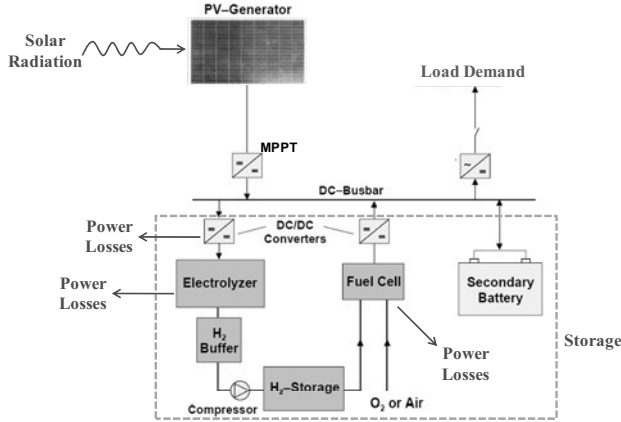 PV–Generator
Solar
Radiation
Load Demand
MPPT
DC–Busbar
Power
Losses
DC/DC
Converters
Power
Losses
Electrolyzer
Fuel Cell
Secondary
Battery
H2
Buffer
Storage
Power
Losses
H2–Storage
Compressor
O2 or Air